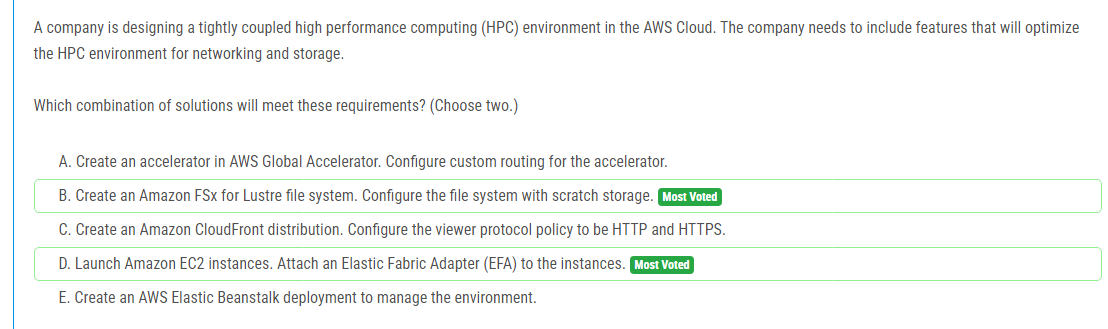 A company is designing a tightly coupled high performance computing (HPC) environment in the AWS Cloud. The company needs to include features that will optimize
the HPC environment for networking and storage.
Which combination of solutions will meet these requirements? (Choose two.)
A. Create an accelerator in AWS Global Accelerator. Configure custom routing for the accelerator.
B. Create an Amazon FSx for Lustre file system. Configure the file system with scratch storage. Most Voted
C. Create an Amazon CloudFront distribution. Configure the viewer protocol policy to be HTTP and HTTPS.
D. Launch Amazon EC2 instances. Attach an Elastic Fabric Adapter (EFA) to the instances. Most Voted
E. Create an AWS Elastic Beanstalk deployment to manage the environment.